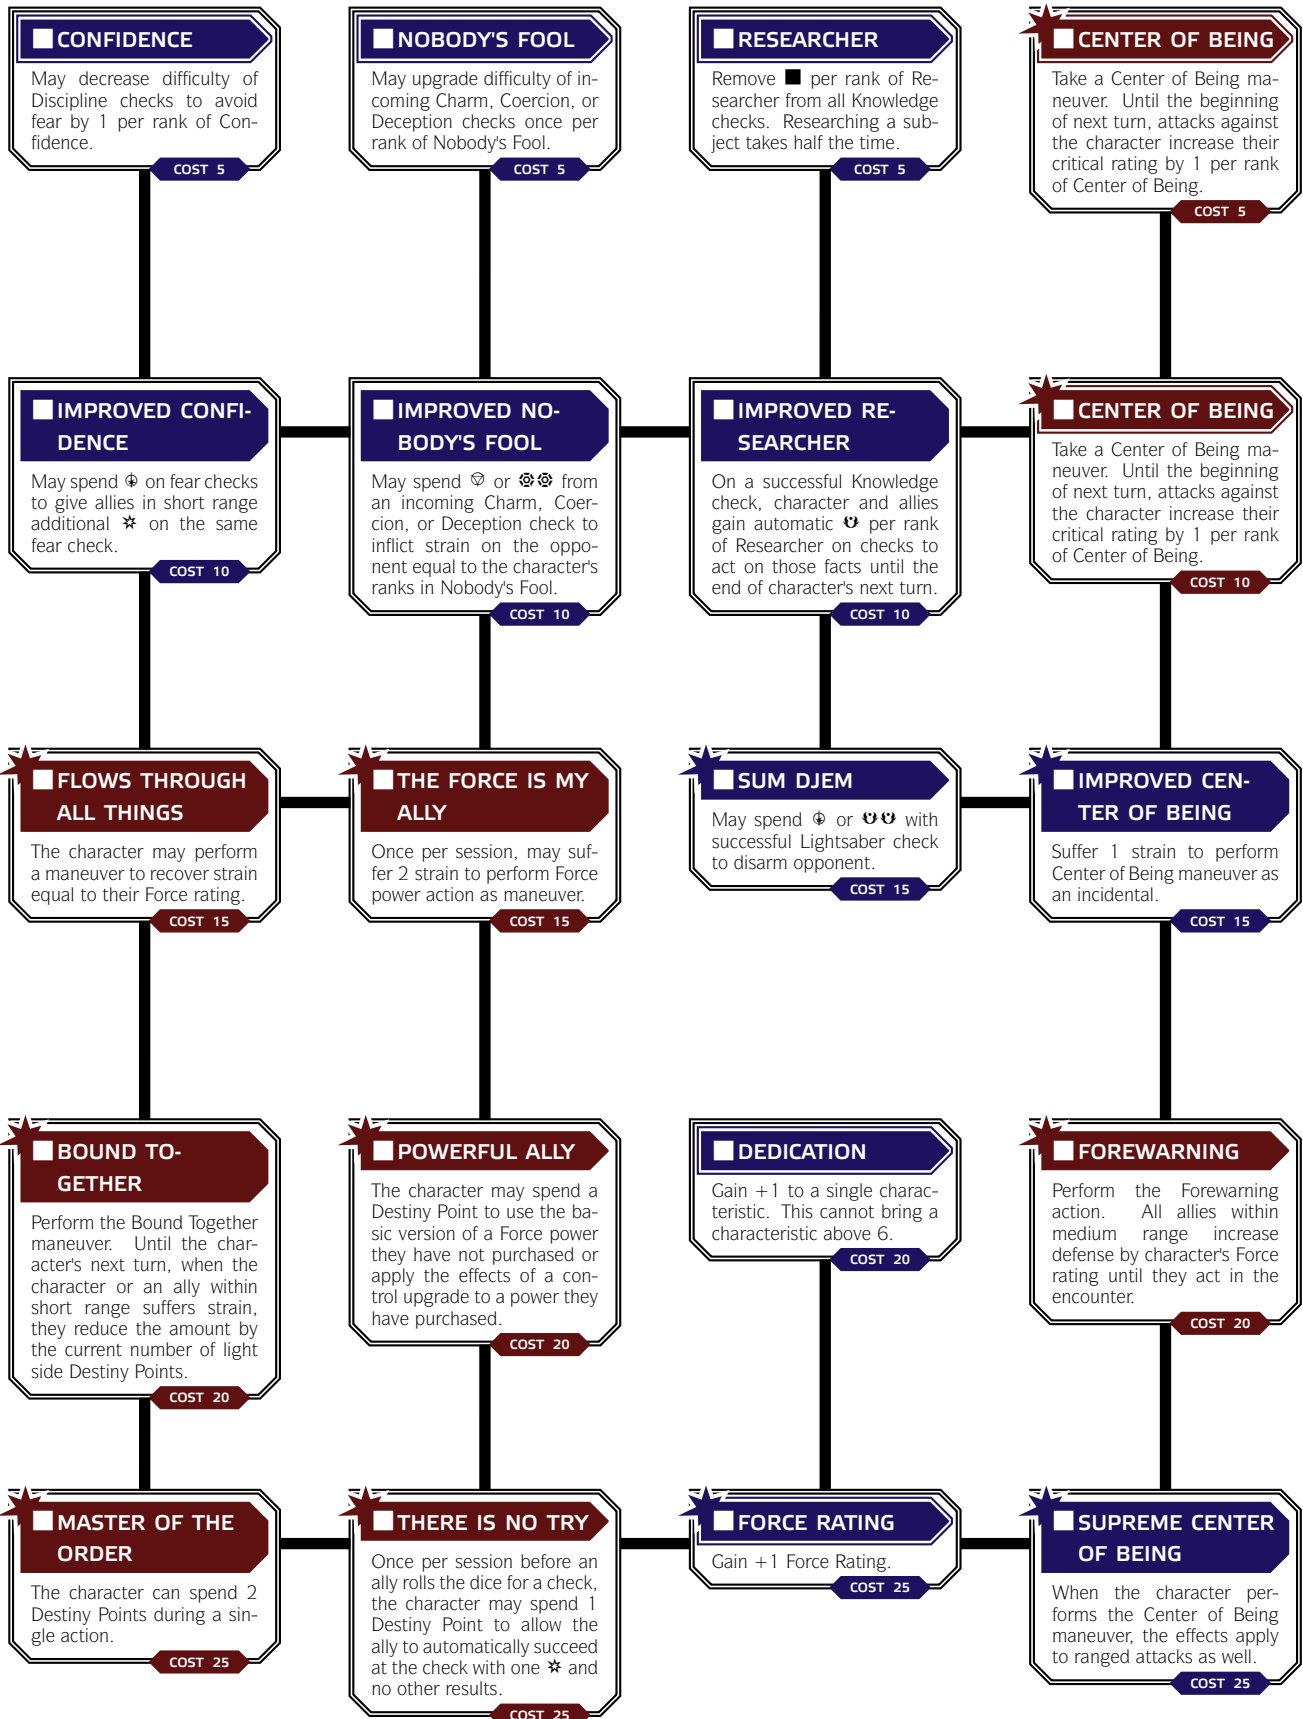 CONFIDENCE
May decrease difficulty of
Discipline checks to avoid
fear by 1 per rank of Con-
fidence.
COST 5
NOBODY'S FOOL
May upgrade difficulty of in-
coming Charm, Coercion, or
Deception checks once per
rank of Nobody's Fool.
COST 5
RESEARCHER
Remove ■ per rank of Re-
searcher from all Knowledge
checks. Researching a sub-
ject takes half the time.
COST 5
CENTER OF BEING
Take a Center of Being ma-
neuver. Until the beginning
of next turn, attacks against
the character increase their
critical rating by 1 per rank
of Center of Being.
COST 5
IMPROVED CONFI-
DENCE
May spend on fear checks
to give allies in short range
additional on the same
fear check.
COST 10
IMPROVED NO-
BODY'S FOOL
May spend or from
an incoming Charm, Coer-
cion, or Deception check to
inflict strain on the oppo-
nent equal to the character's
ranks in Nobody's Fool.
COST 10
IMPROVED RE-
SEARCHER
On a successful Knowledge
check, character and allies
gain automatic per rank
of Researcher on checks to
act on those facts until the
end of character's next turn.
COST 10
CENTER OF BEING
Take a Center of Being ma-
neuver. Until the beginning
of next turn, attacks against
the character increase their
critical rating by 1 per rank
of Center of Being.
COST 10
FLOWS THROUGH
ALL THINGS
The character may perform
a maneuver to recover strain
equal to their Force rating.
COST 15
THE FORCE IS MY
ALLY
Once per session, may suf-
fer 2 strain to perform Force
power action as maneuver.
COST 15
SUM DJEM
May spend or with
successful Lightsaber check
to disarm opponent.
COST 15
IMPROVED CEN-
TER OF BEING
Suffer 1 strain to perform
Center of Being maneuver as
an incidental.
COST 15
BOUND TO-
GETHER
Perform the Bound Together
maneuver. Until the char-
acter's next turn, when the
character or an ally within
short range suffers strain,
they reduce the amount by
the current number of light
side Destiny Points.
COST 20
POWERFUL ALLY
The character may spend a
Destiny Point to use the ba-
sic version of a Force power
they have not purchased or
apply the effects of a con-
trol upgrade to a power they
have purchased.
COST 20
DEDICATION
Gain +1 to a single charac-
teristic. This cannot bring a
characteristic above 6.
COST 20
FOREWARNING
Perform the Forewarning
action. All allies within
medium range increase
defense by character's Force
rating until they act in the
encounter.
COST 20
MASTER OF THE
ORDER
The character can spend 2
Destiny Points during a sin-
gle action.
COST 25
THERE IS NO TRY
Once per session before an
ally rolls the dice for a check,
the character may spend 1
Destiny Point to allow the
ally to automatically succeed
at the check with one and
no other results.
COST 25
FORCE RATING
Gain +1 Force Rating.
COST 25
SUPREME CENTER
OF BEING
When the character per-
forms the Center of Being
maneuver, the effects apply
to ranged attacks as well.
COST 25